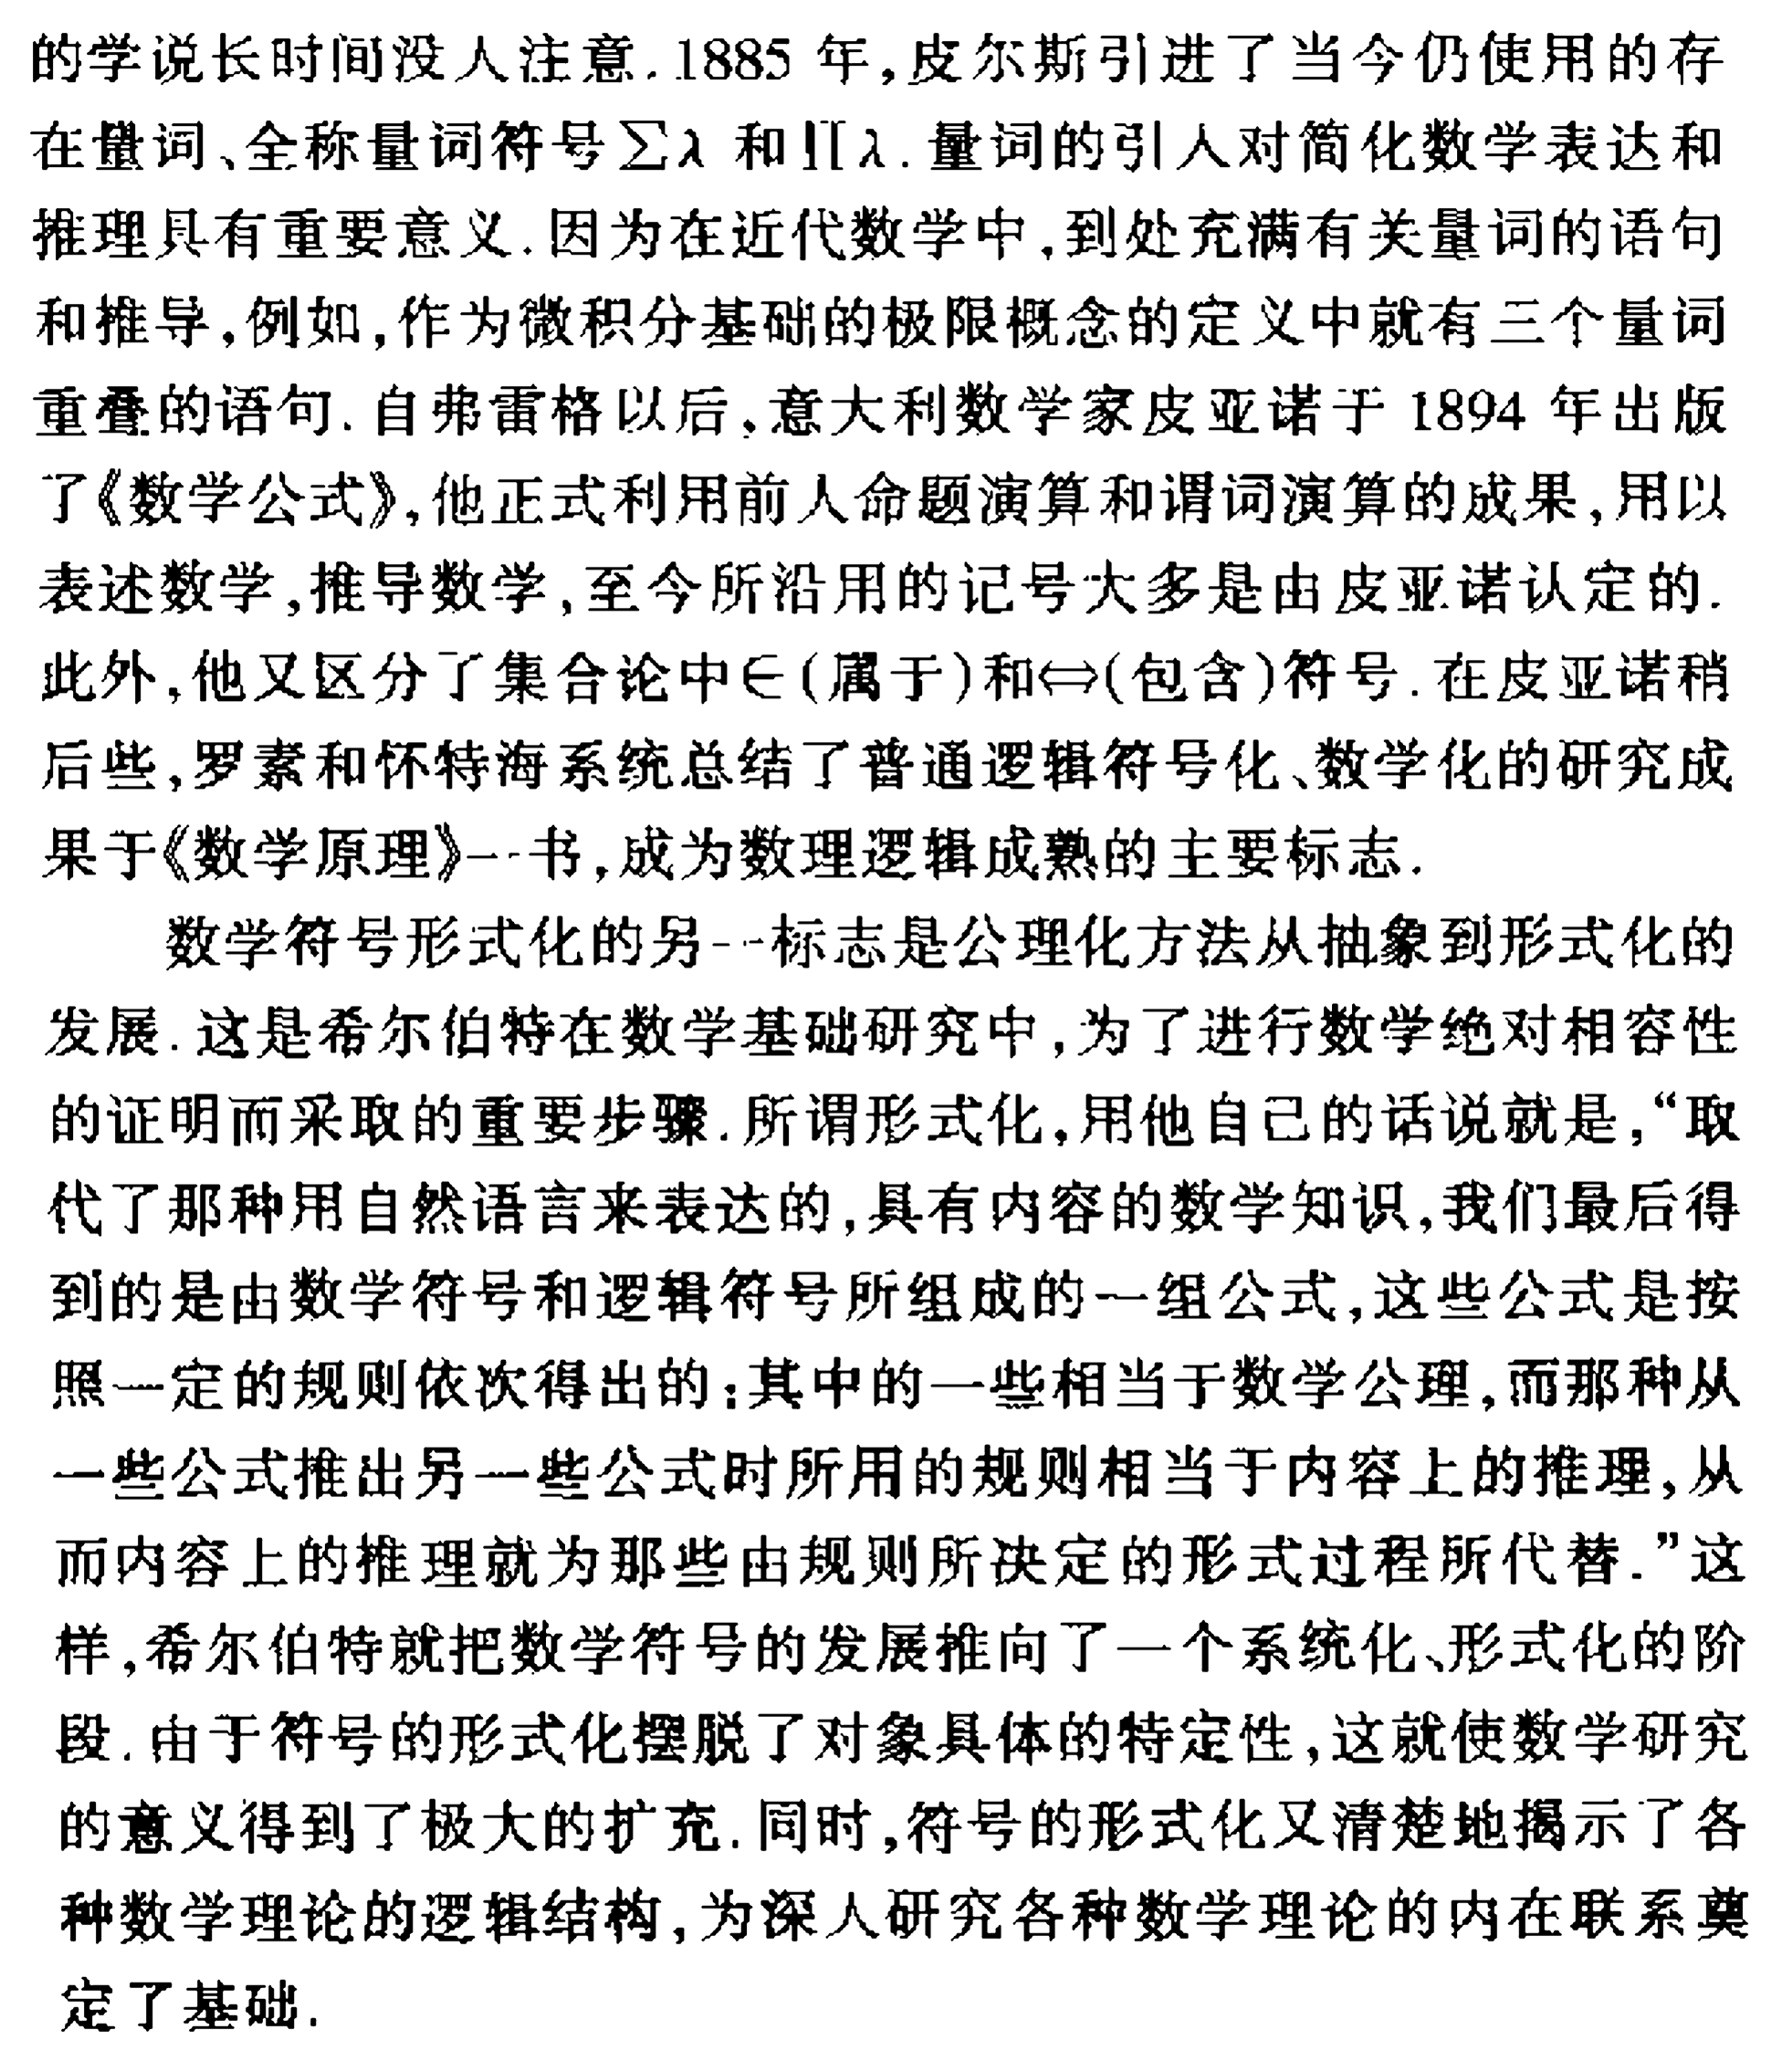 的学说长时间没人注意.1885 年,皮尔斯引进了当今仍使用的存
在量词、全称量词符号∑λ 和∏λ.量词的引人对简化数学表达和
推理具有重要意义.因为在近代数学中,到处充满有关量词的语句
和推导,例如,作为微积分基础的极限概念的定义中就有三个量词
重叠的语句.自弗雷格以后,意大利数学家皮亚诺于 1894 年出版
了《数学公式》,他正式利用前人命题演算和谓词演算的成果,用以
表述数学,推导数学,至今所沿用的记号大多是由皮亚诺认定的.
此外,他又区分了集合论中∈(属于)和⇔(包含)符号.在皮亚诺稍
后些,罗素和怀特海系统总结了普通逻辑符号化、数学化的研究成
果于《数学原理》一书,成为数理逻辑成熟的主要标志.
数学符号形式化的另一标志是公理化方法从抽象到形式化的
发展.这是希尔伯特在数学基础研究中,为了进行数学绝对相容性
的证明而采取的重要步骤.所谓形式化,用他自己的话说就是,“取
代了那种用自然语言来表达的,具有内容的数学知识,我们最后得
到的是由数学符号和逻辑符号所组成的一组公式,这些公式是按
照一定的规则依次得出的;其中的一些相当于数学公理,而那种从
一些公式推出另一些公式时所用的规则相当于内容上的推理,从
而内容上的推理就为那些由规则所决定的形式过程所代替.”这
样,希尔伯特就把数学符号的发展推向了一个系统化、形式化的阶
段.由于符号的形式化摆脱了对象具体的特定性,这就使数学研究
的意义得到了极大的扩充.同时,符号的形式化又清楚地揭示了各
种数学理论的逻辑结构,为深人研究各种数学理论的内在联系奠
定了基础.